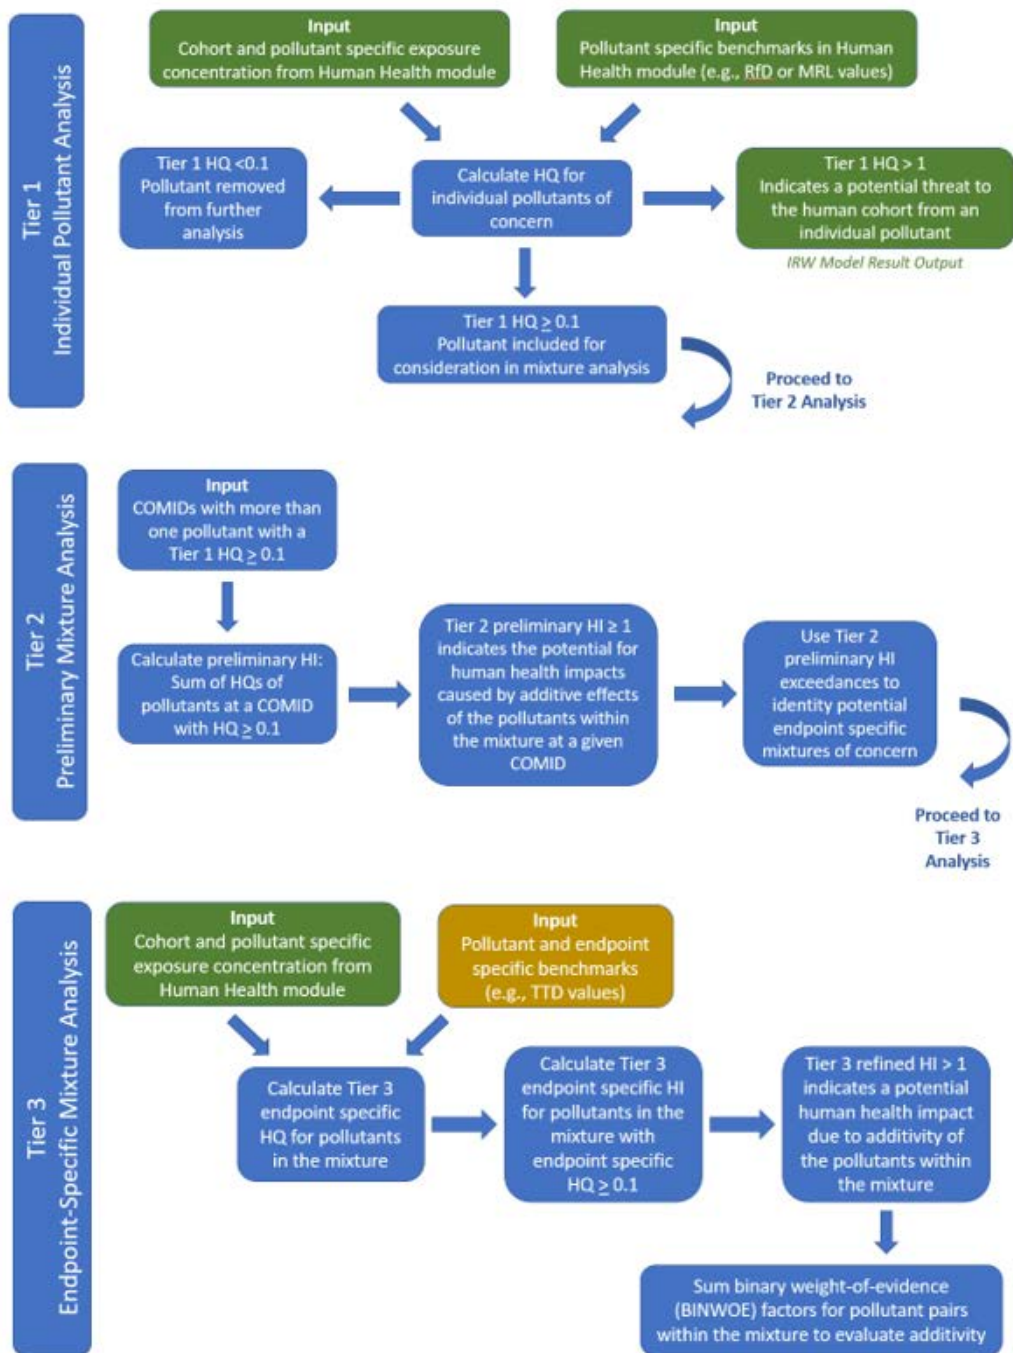 Tier 1
Individual Pollutant Analysis
Input
Cohort and pollutant specific exposure
concentration from Human Health module
Input
Pollutant specific benchmarks in Human
Health module (e.g., RfD or MRL values)
Tier 1 HQ <0.1
Pollutant removed
from further
analysis
Calculate HQ for
individual pollutants of
concern
Tier 1 HQ > 1
Indicates a potential threat to
the human cohort from an
individual pollutant
IRW Model Result Output
Tier 1 HQ ≥ 0.1
Pollutant included for
consideration in mixture analysis
Proceed to
Tier 2 Analysis
Tier 2
Preliminary Mixture Analysis
Input
COMIDs with more than
one pollutant with a
Tier 1 HQ ≥ 0.1
Calculate preliminary HI:
Sum of HQs of
pollutants at a COMID
with HQ ≥ 0.1
Tier 2 preliminary HI ≥ 1
indicates the potential for
human health impacts
caused by additive effects
of the pollutants within
the mixture at a given
COMID
Use Tier 2
preliminary HI
exceedances to
identity potential
endpoint specific
mixtures of concern
Proceed to
Tier 3
Analysis
Tier 3
Endpoint-Specific Mixture Analysis
Input
Cohort and pollutant specific
exposure concentration from
Human Health module
Input
Pollutant and endpoint
specific benchmarks
(e.g., TTD values)
Calculate Tier 3
endpoint specific
HQ for pollutants
in the mixture
Calculate Tier 3
endpoint specific HI
for pollutants in the
mixture with
endpoint specific
HQ ≥ 0.1
Tier 3 refined HI > 1
indicates a potential
human health impact
due to additivity of
the pollutants within
the mixture
Sum binary weight-of-evidence
(BINWOE) factors for pollutant pairs
within the mixture to evaluate additivity